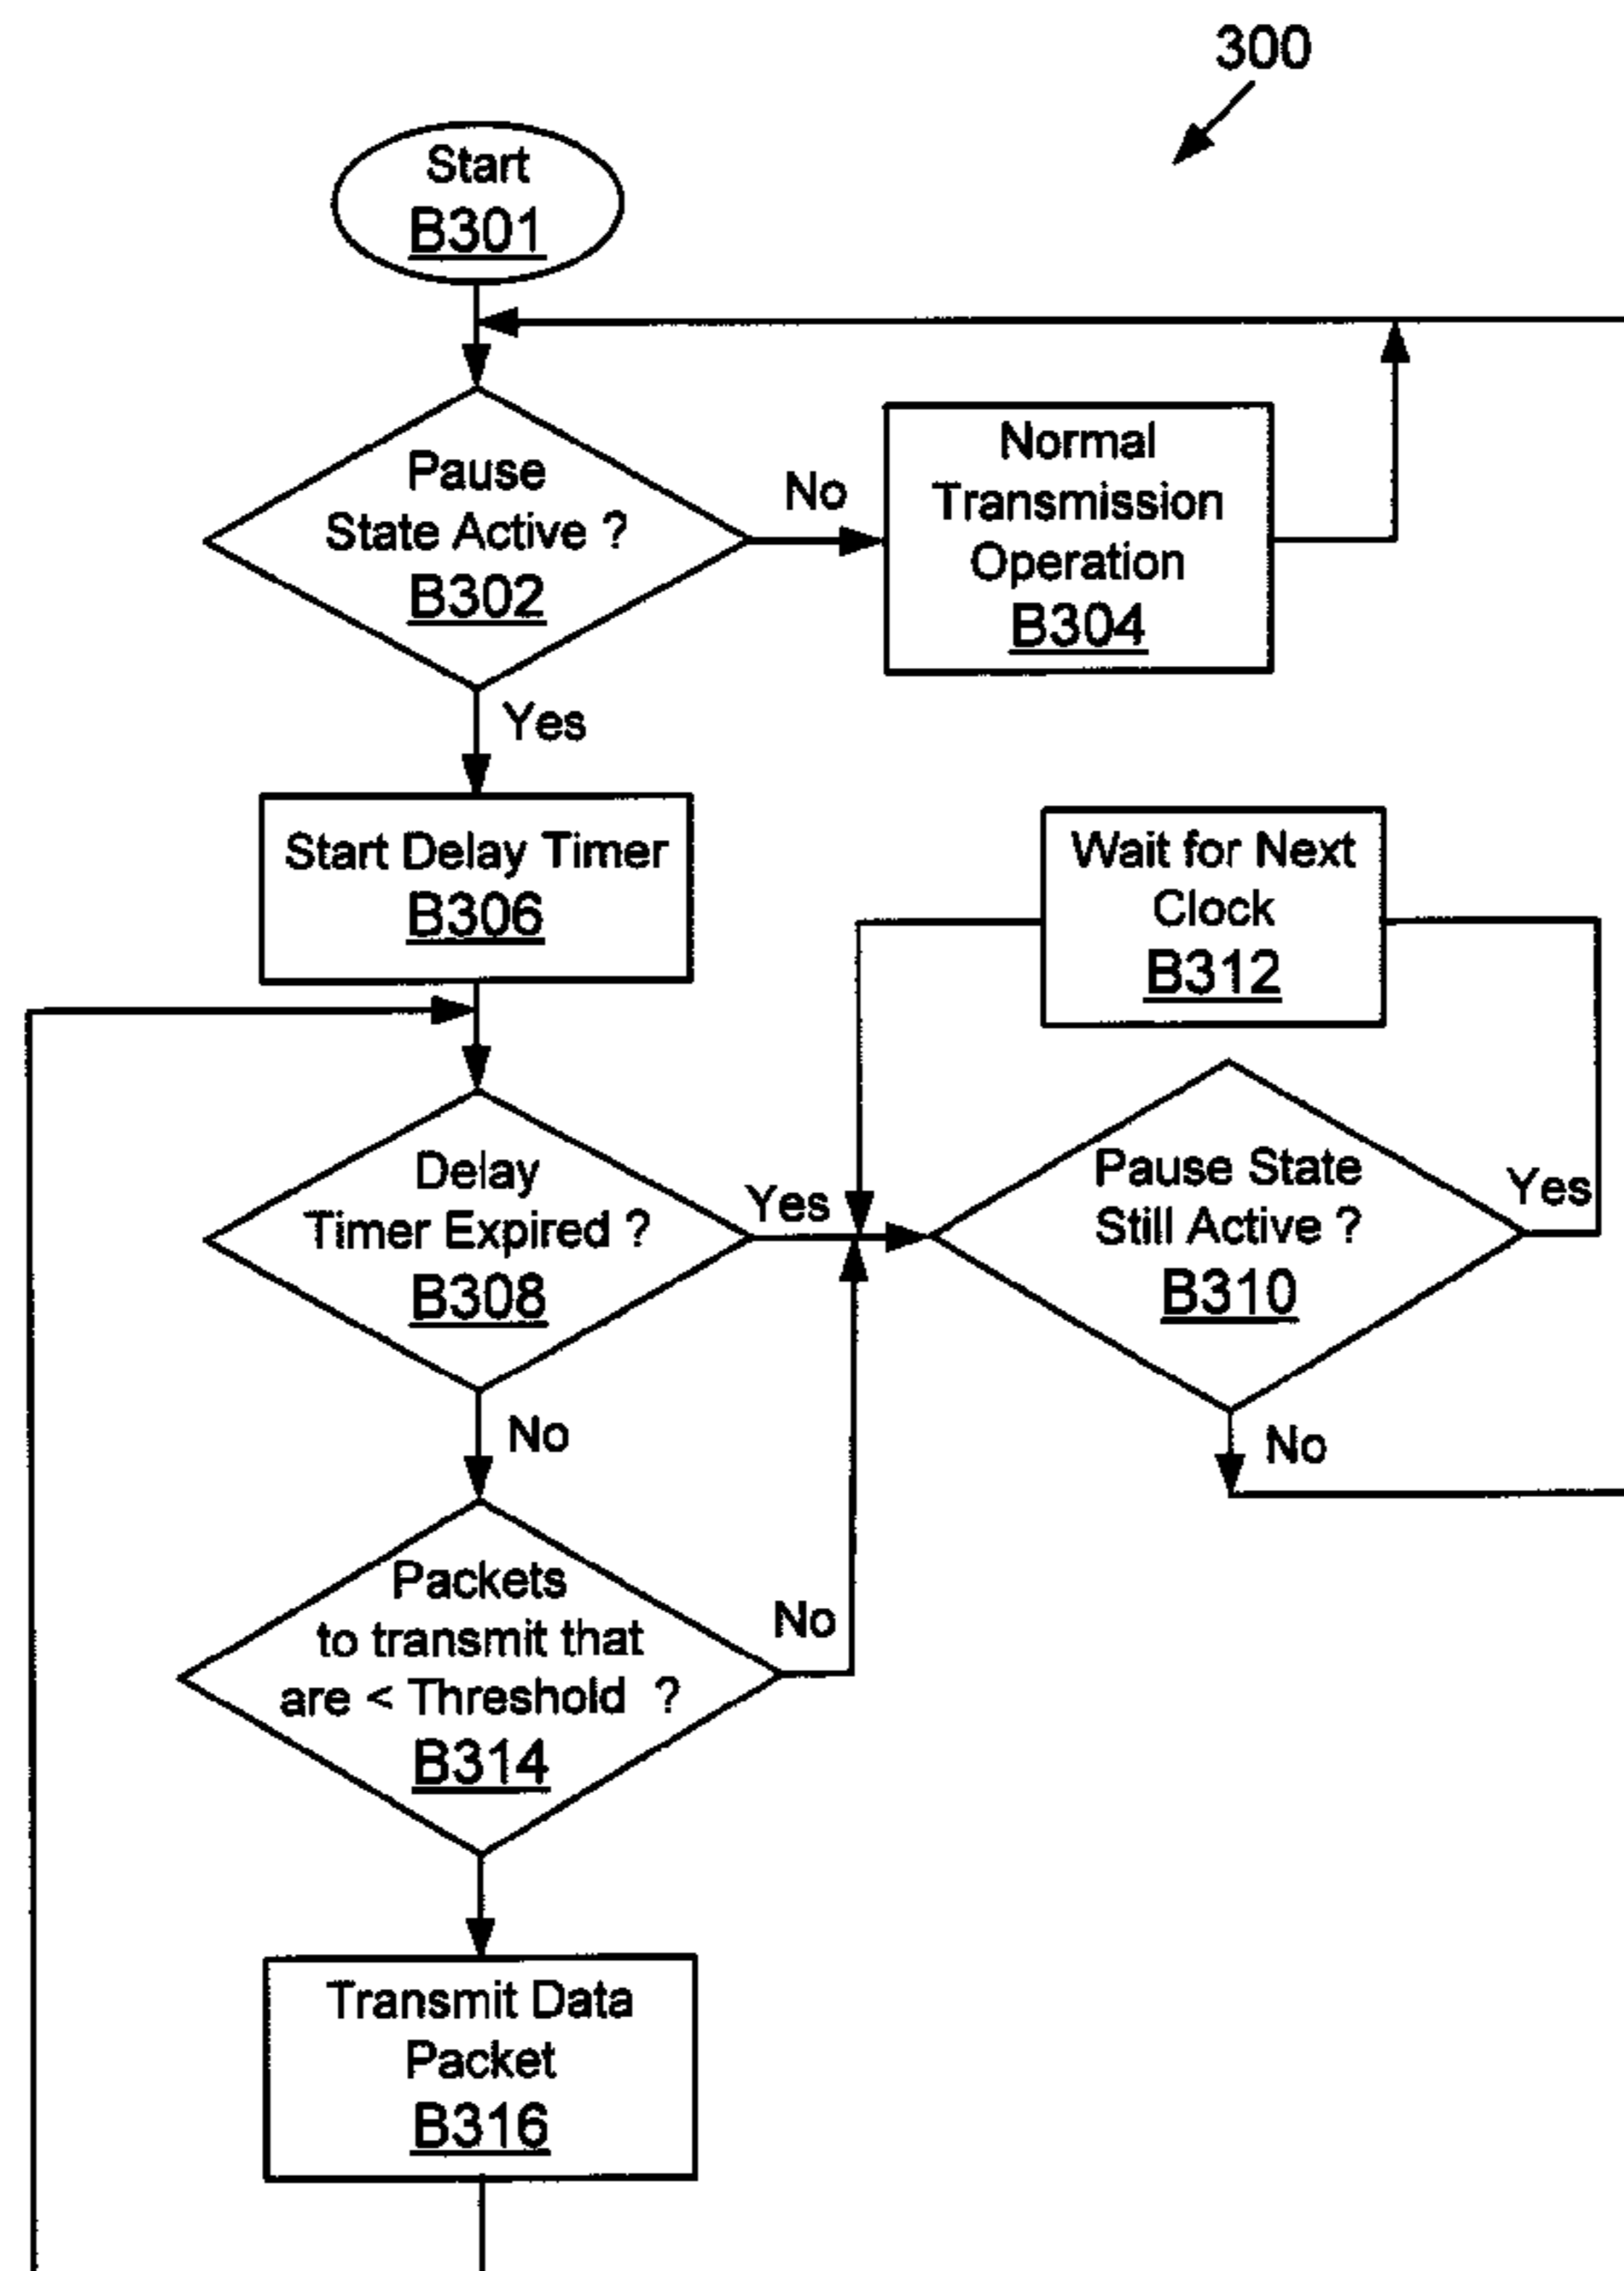 300
Start
B301
Pause
State Active ?
B302
No
Normal
Transmission
Operation
B304
Yes
Start Delay Timer
B306
Wait for Next
Clock
B312
Delay
Timer Expired ?
B308
Yes
Pause State
Still Active ?
B310
Yes
No
No
Packets
to transmit that
are < Threshold ?
B314
No
Transmit Data
Packet
B316